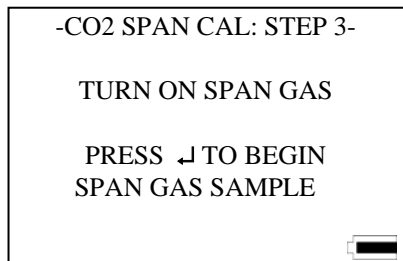 -CO2 SPAN CAL: STEP 3-
TURN ON SPAN GAS
PRESS ↵ TO BEGIN
SPAN GAS SAMPLE